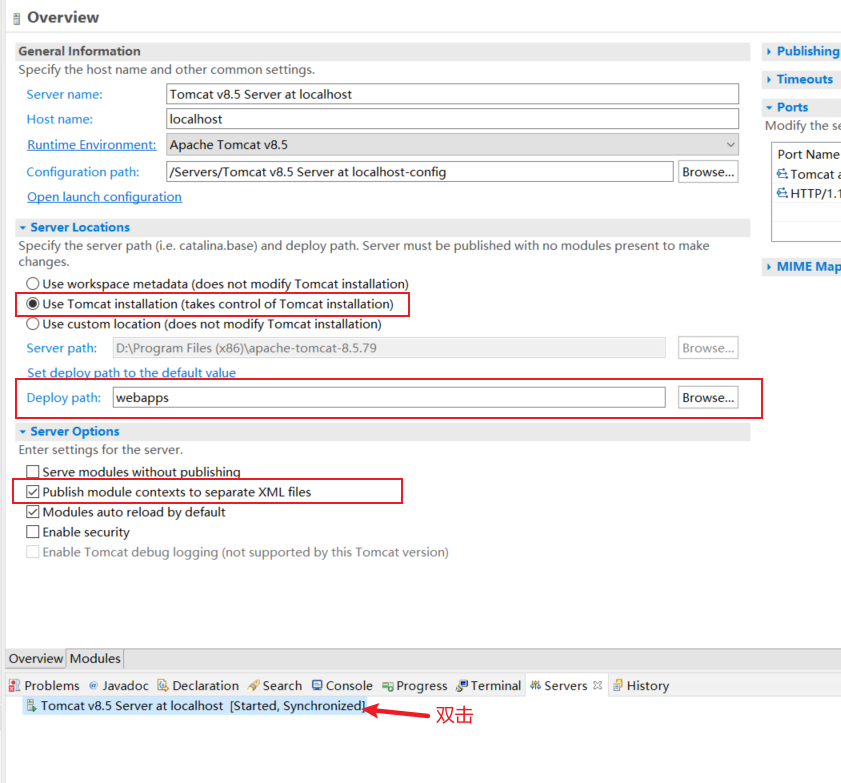 Overview
General Information
Specify the host name and other common settings.
Server name: Tomcat v8.5 Server at localhost
Host name: localhost
Runtime Environment: Apache Tomcat v8.5
Configuration path: /Servers/Tomcat v8.5 Server at localhost-config Browse...
Open launch configuration
Server Locations
Specify the server path (i.e. catalina.base) and deploy path. Server must be published with no modules present to make
changes.
Use workspace metadata (does not modify Tomcat installation)
Use Tomcat installation (takes control of Tomcat installation)
Use custom location (does not modify Tomcat installation)
Server path: D:\Program Files (x86)\apache-tomcat-8.5.79 Browse...
Set deploy path to the default value
Deploy path: webapps Browse...
Server Options
Enter settings for the server.
Serve modules without publishing
Publish module contexts to separate XML files
Modules auto reload by default
Enable security
Enable Tomcat debug logging (not supported by this Tomcat version)
Publishing
Timeouts
Ports
Modify the se
Port Name
Tomcat a
HTTP/1.1
MIME Map
Overview Modules
Problems Javadoc Declaration Search Console Progress Terminal Servers History
Tomcat v8.5 Server at localhost [Started, Synchronized]
双击